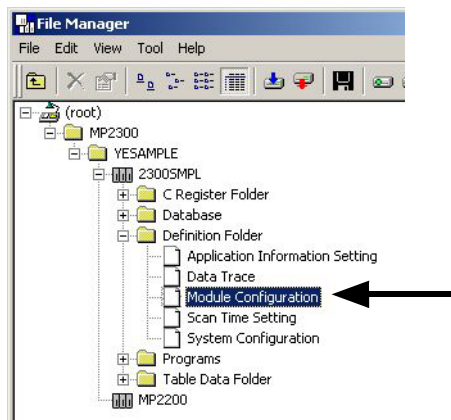 File Manager
File Edit View Tool Help
(root)
MP2300
YESAMPLE
2300SMPL
C Register Folder
Database
Definition Folder
Application Information Setting
Data Trace
Module Configuration
Scan Time Setting
System Configuration
Programs
Table Data Folder
MP2200